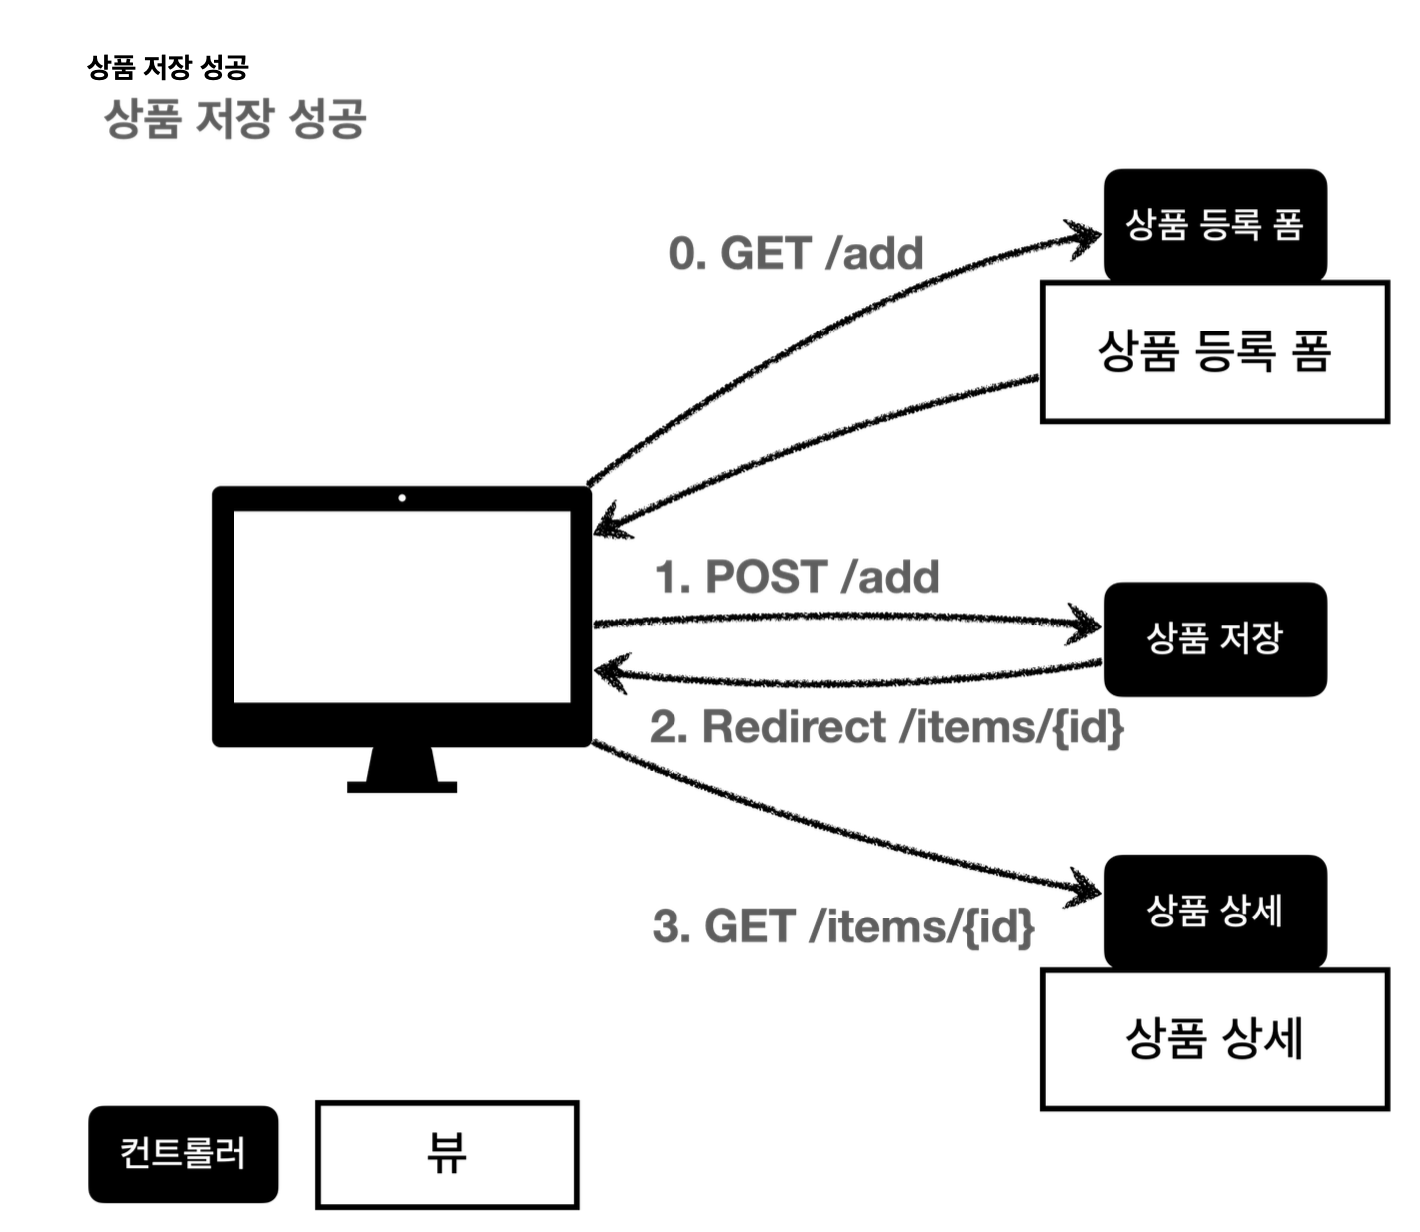 상품 저장 성공
상품 저장 성공
0. GET /add
상품 등록 폼
상품 등록 폼
1. POST /add
상품 저장
2. Redirect /items/{id}
3. GET /items/{id}
상품 상세
상품 상세
컨트롤러
뷰